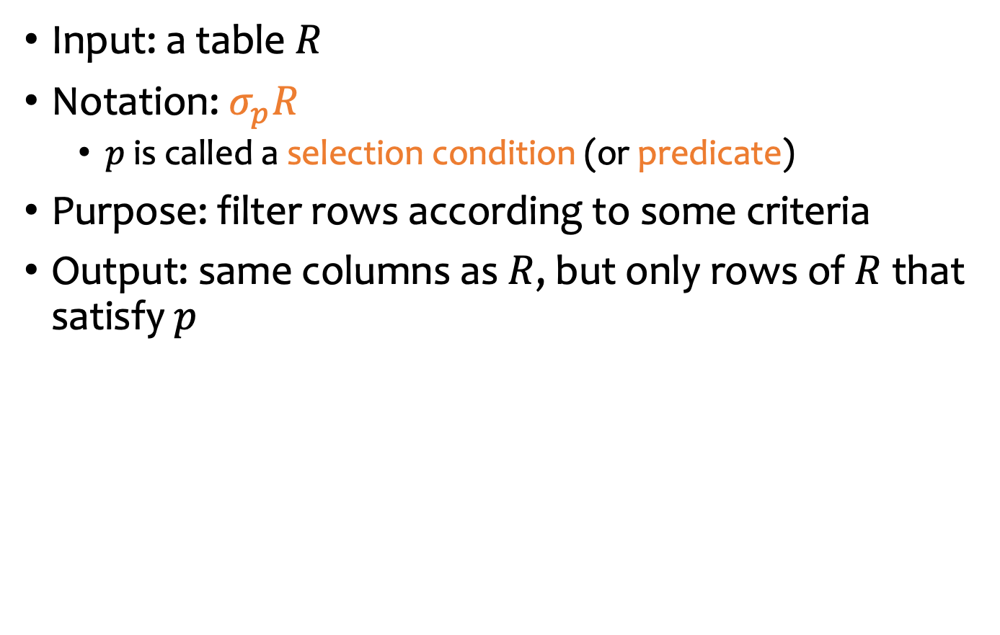 • Input: a table R
• Notation: σₚR
• p is called a selection condition (or predicate)
• Purpose: filter rows according to some criteria
• Output: same columns as R, but only rows of R that
satisfy p